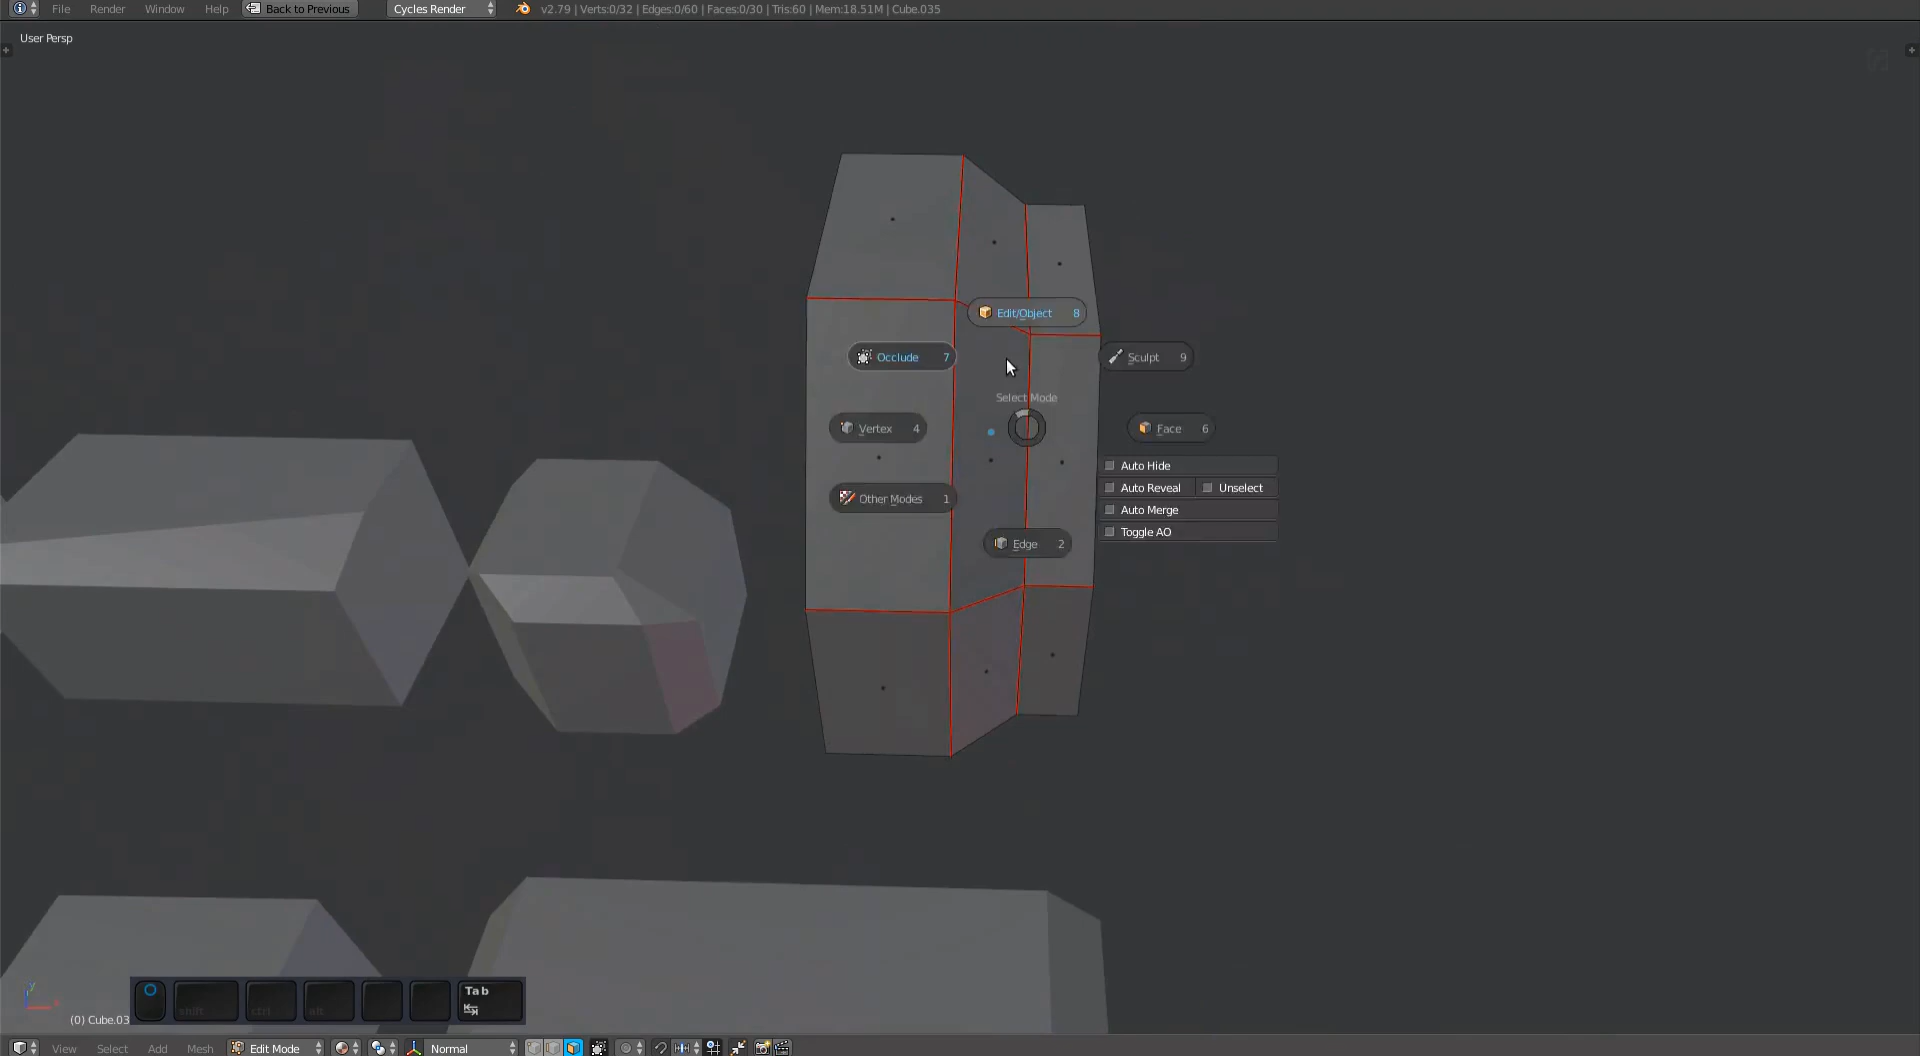 File Render Window Help Back to Previous Cycles Render v2.79 | Verts:0/32 | Edges:0/60 | Faces:0/30 | Tris:60 | Mem:18.51M | Cube.035
User Persp
Edit/Object 8
Occlude 7
Sculpt 9
Select Mode
Vertex 4
Face 6
Auto Hide
Auto Reveal Unselect
Other Modes 1
Auto Merge
Toggle AO
Edge 2
Tab
shift ctrl alt
(0) Cube.03
View Select Add Mesh Edit Mode Normal